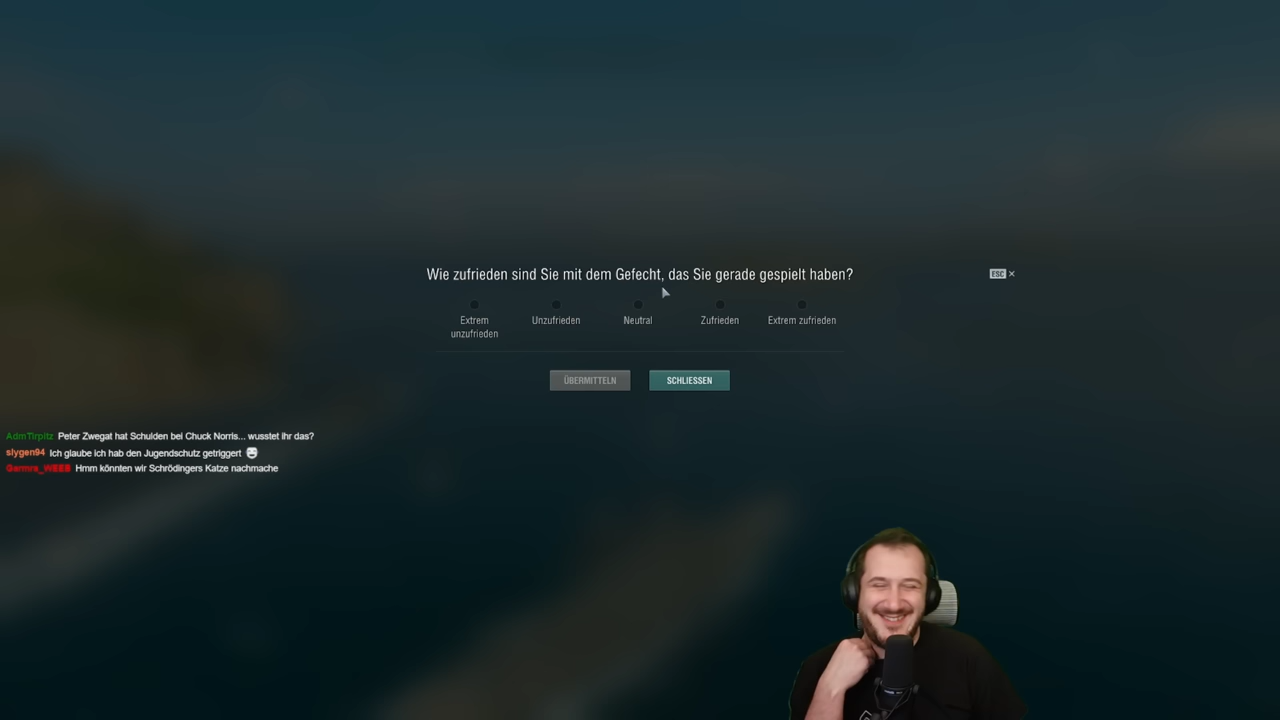 Wie zufrieden sind Sie mit dem Gefecht, das Sie gerade gespielt haben?
ESC ×
Extrem unzufrieden
Unzufrieden
Neutral
Zufrieden
Extrem zufrieden
ÜBERMITTELN
SCHLIESSEN
AdmTirpitz Peter Zwegat hat Schulden bei Chuck Norris... wusstet ihr das?
slygen94 Ich glaube ich hab den Jugendschutz getriggert
Hmm könnten wir Schrödingers Katze nachmache